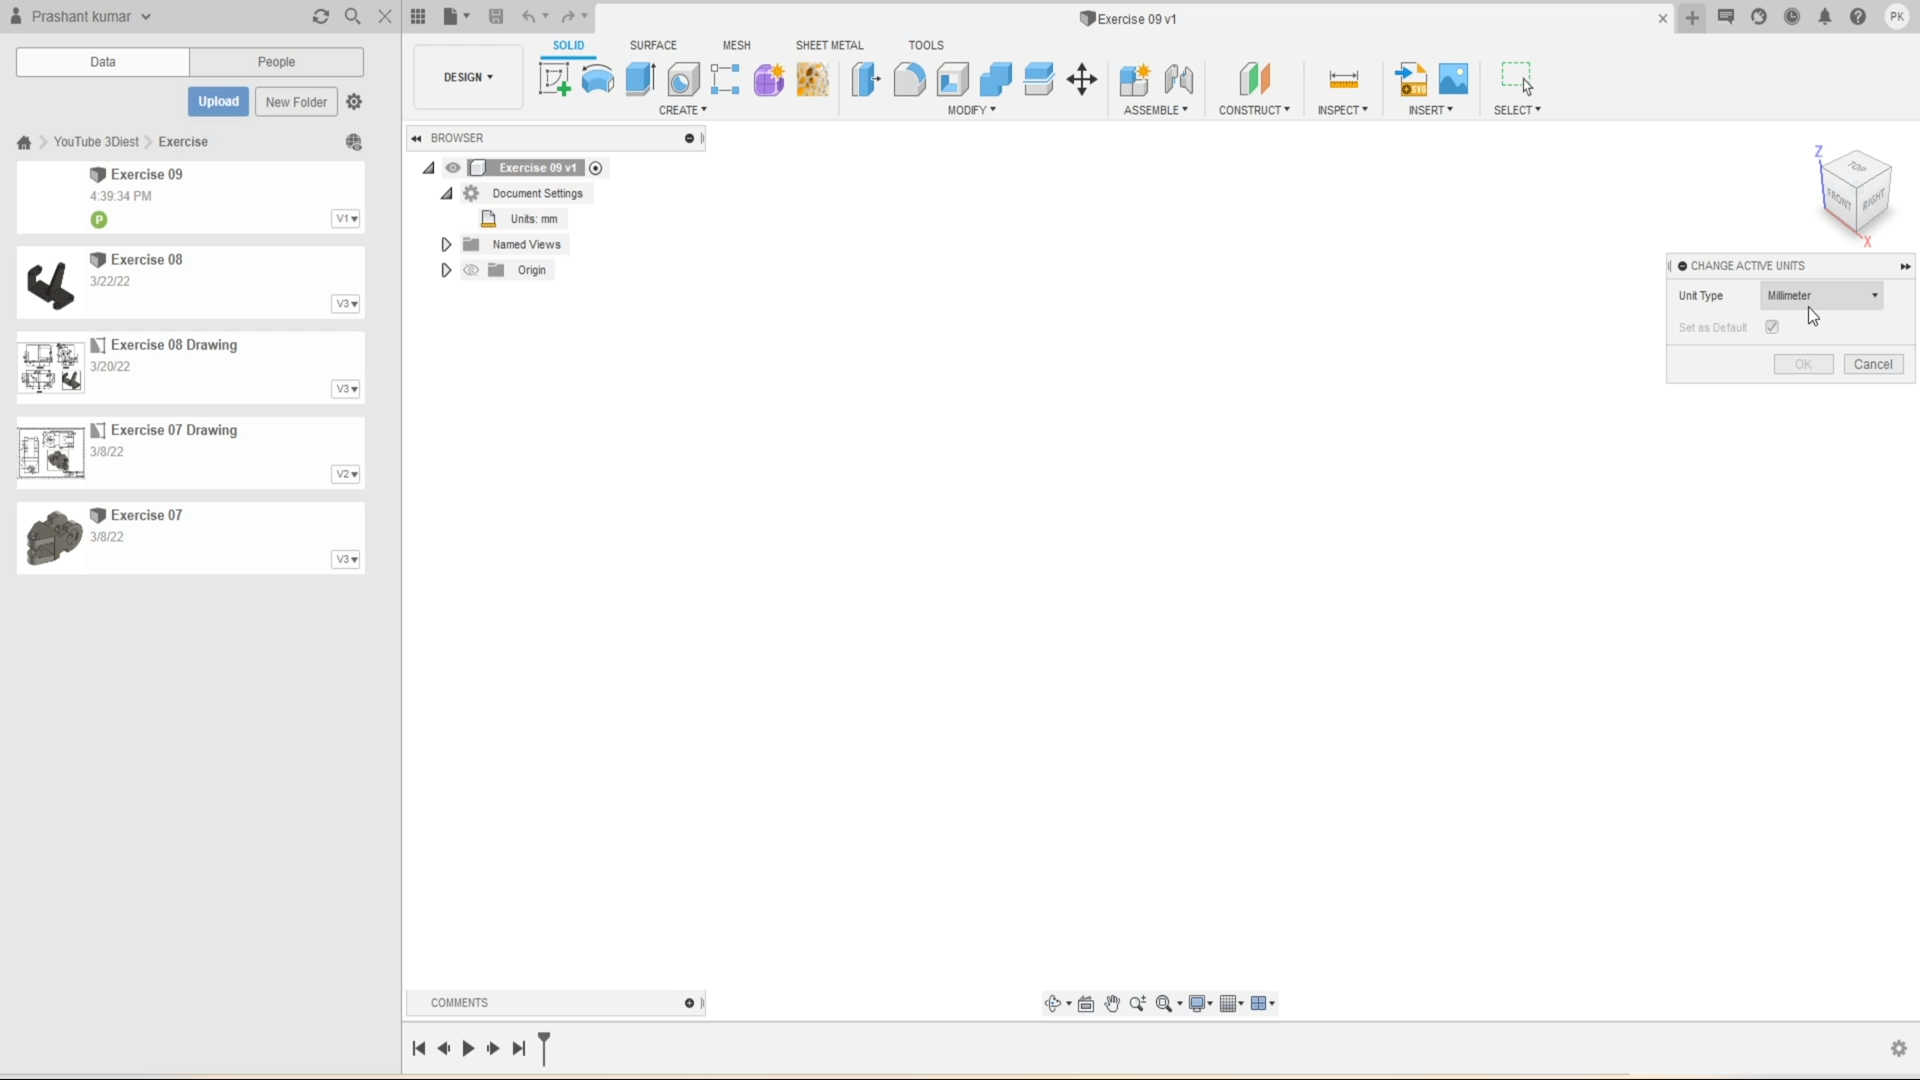 Prashant kumar
Exercise 09 v1
PK
Data
People
Upload
New Folder
YouTube 3Diest
Exercise
Exercise 09
4:39:34 PM
P
V1
Exercise 08
3/22/22
V3
Exercise 08 Drawing
3/20/22
V3
Exercise 07 Drawing
3/8/22
V2
Exercise 07
3/8/22
V3
DESIGN
SOLID
SURFACE
MESH
SHEET METAL
TOOLS
SVG
CREATE
MODIFY
ASSEMBLE
CONSTRUCT
INSPECT
INSERT
SELECT
BROWSER
Exercise 09 v1
Document Settings
Units: mm
Named Views
Origin
Z
TOP
FRONT
RIGHT
X
CHANGE ACTIVE UNITS
Unit Type
Millimeter
Set as Default
OK
Cancel
COMMENTS